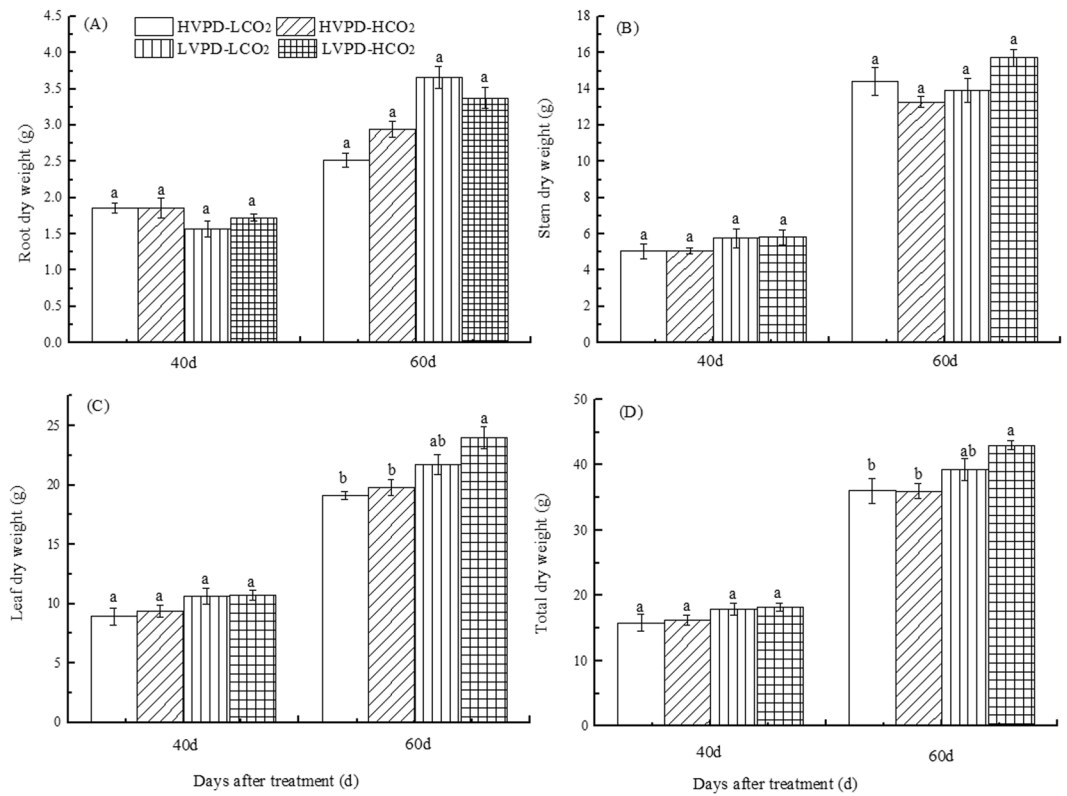 (A)
HVPD-LCO2 HVPD-HCO2
LVPD-LCO2 LVPD-HCO2
4.5
4.0
3.5
3.0
2.5
2.0
1.5
1.0
0.5
0.0
Root dry weight (g)
a a a a a a a a
40d 60d
(B)
18
16
14
12
10
8
6
4
2
0
Stem dry weight (g)
a a a a a a a a
40d 60d
(C)
25
20
15
10
5
0
Leaf dry weight (g)
a a a a b b ab a
40d 60d
Days after treatment (d)
(D)
50
40
30
20
10
0
Total dry weight (g)
a a a a b b ab a
40d 60d
Days after treatment (d)